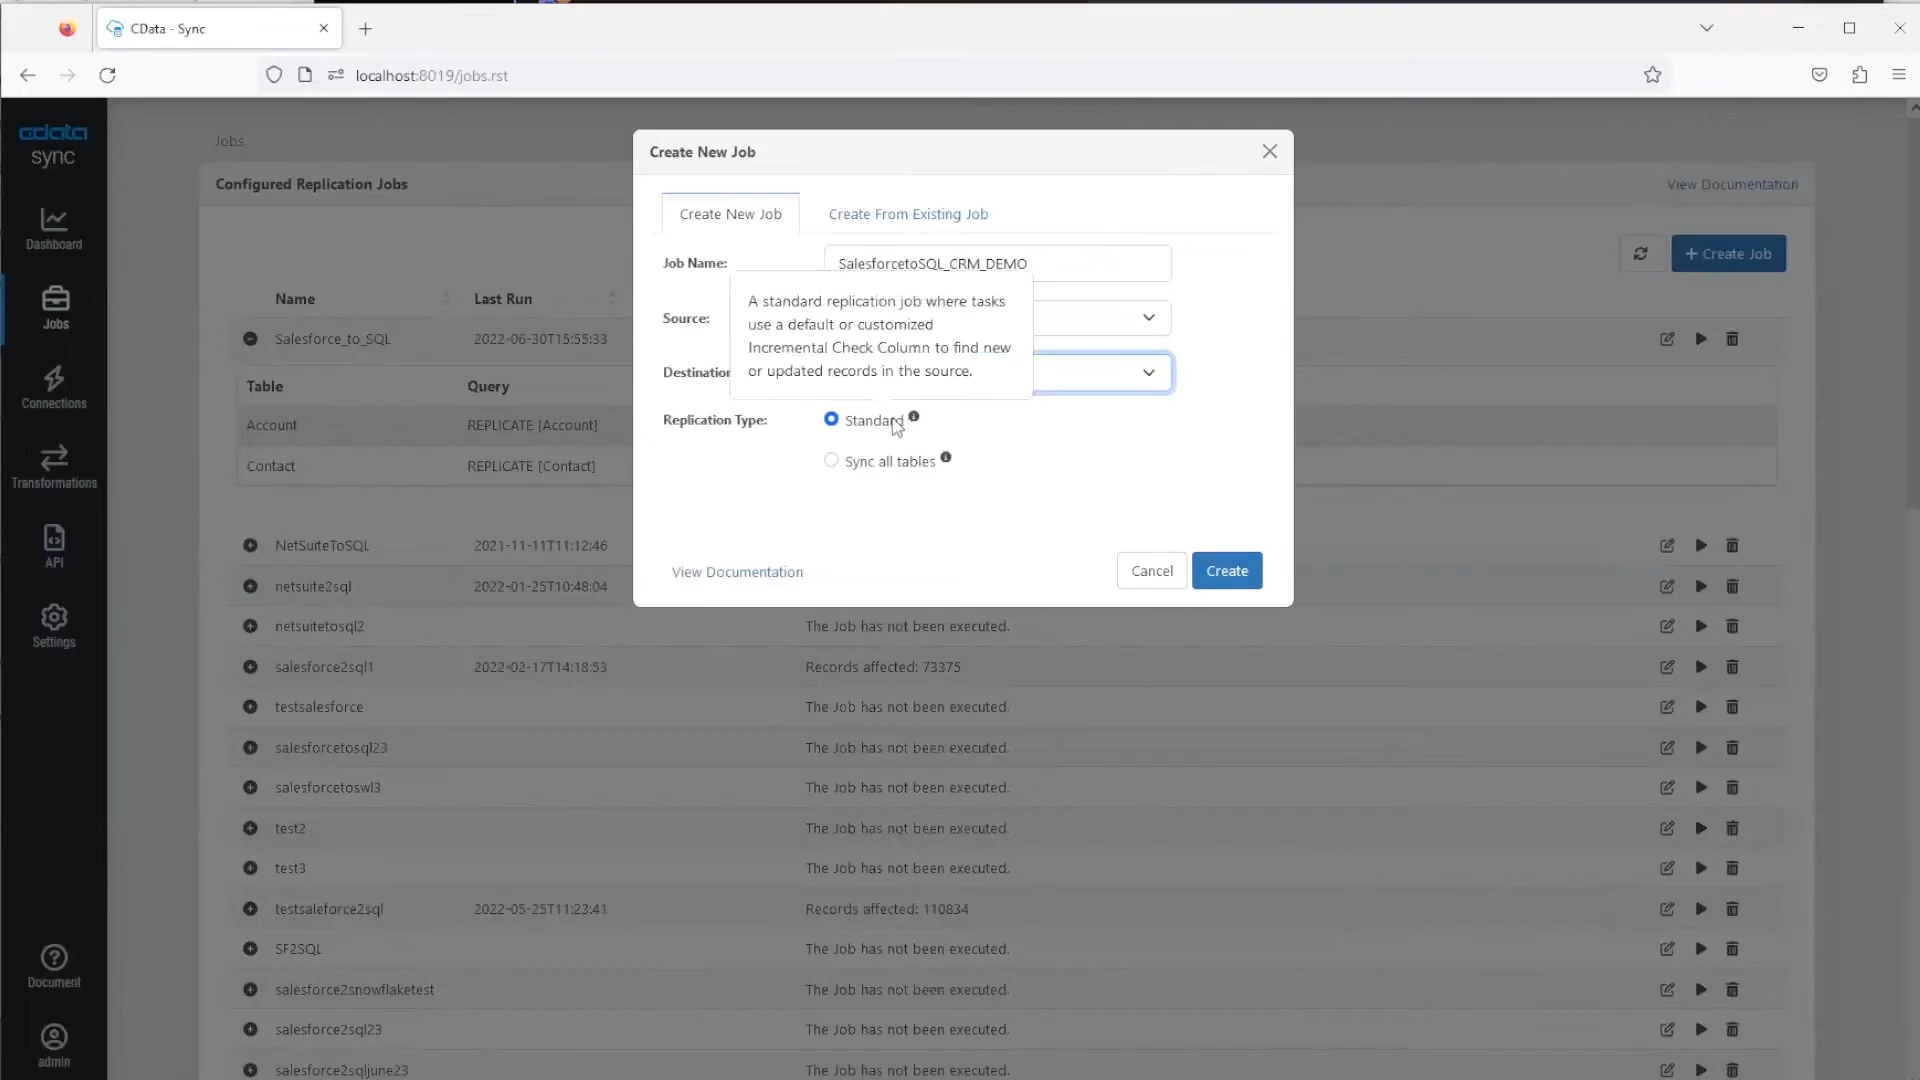 CData - Sync
localhost:8019/jobs.rst
cdata
sync
Dashboard
Jobs
Connections
Transformations
API
Settings
Document
admin
Jobs
Configured Replication Jobs
View Documentation
Create Job
Name
Last Run
Salesforce_to_SQL
2022-06-30T15:55:33
Table
Query
Account
REPLICATE [Account]
Contact
REPLICATE [Contact]
NetSuiteToSQL
2021-11-11T11:12:46
netsuite2sql
2022-01-25T10:48:04
netsuitetosql2
The Job has not been executed.
salesforce2sql1
2022-02-17T14:18:53
Records affected: 73375
testsalesforce
The Job has not been executed.
salesforcetosql23
The Job has not been executed.
salesforcetoswl3
The Job has not been executed.
test2
The Job has not been executed.
test3
The Job has not been executed.
testsaleforce2sql
2022-05-25T11:23:41
Records affected: 110834
SF2SQL
The Job has not been executed.
salesforce2snowflaketest
The Job has not been executed.
salesforce2sql23
The Job has not been executed.
salesforce2sqljune23
The Job has not been executed.
Create New Job
Create New Job
Create From Existing Job
Job Name:
SalesforcetoSQL_CRM_DEMO
Source:
Destination
A standard replication job where tasks
use a default or customized
Incremental Check Column to find new
or updated records in the source.
Replication Type:
Standard
Sync all tables
View Documentation
Cancel
Create